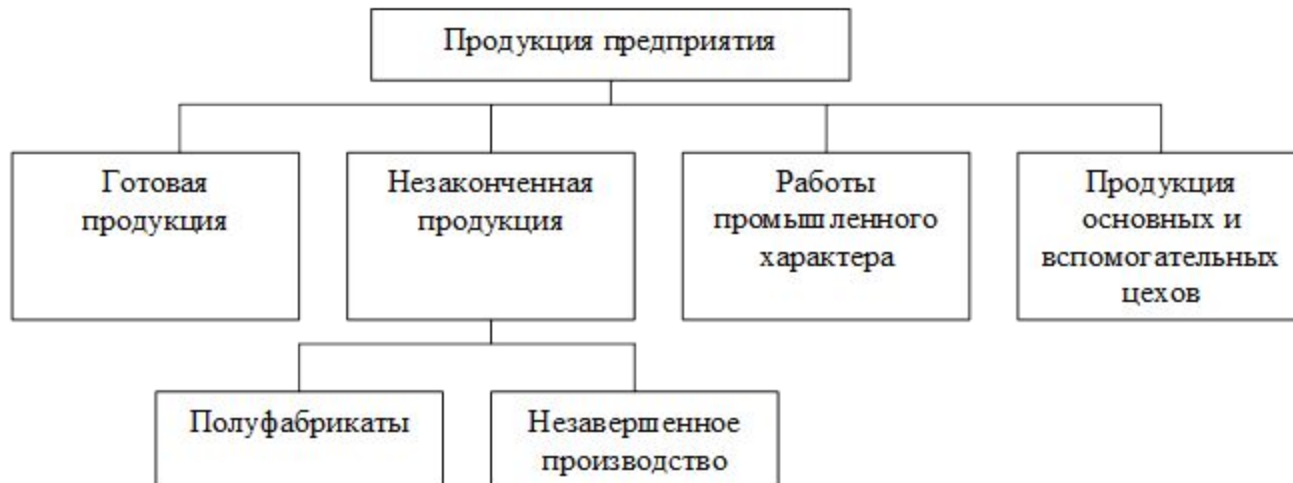 Продукция предприятия
Готовая
продукция
Незаконченная
продукция
Работы
промышленного
характера
Продукция
основных и
вспомогательных
цехов
Полуфабрикаты
Незавершенное
производство